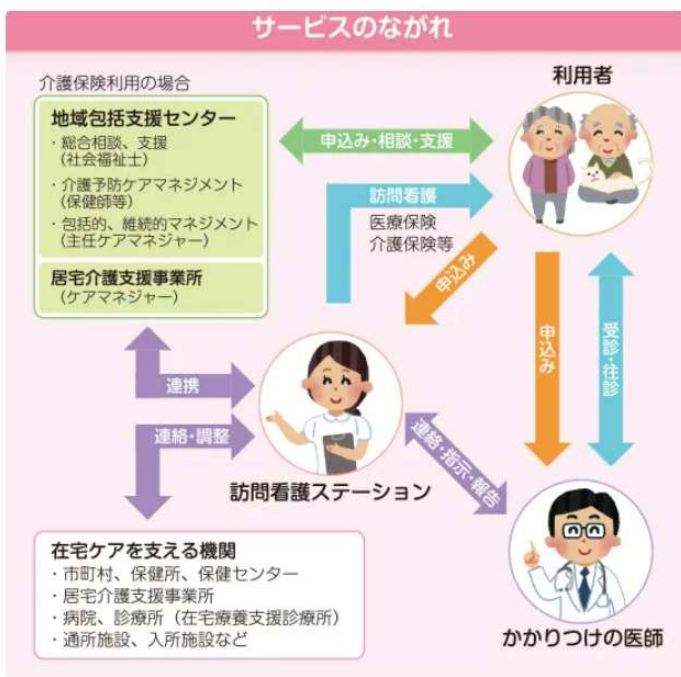 サービスのながれ
介護保険利用の場合
地域包括支援センター
・総合相談、支援
（社会福祉士）
・介護予防ケアマネジメント
（保健師等）
・包括的、維続的マネジメント
（主任ケアマネジャー）
居宅介護支援事業所
（ケアマネジャー）
申込み・相談・支援
利用者
訪問看護
医療保険
介護保険等
申込み
申込み
受診・往診
連携
連絡・調整
訪問看護ステーション
連絡・指示・報告
かかりつけの医師
在宅ケアを支える機関
・市町村、保健所、保健センター
・居宅介護支援事業所
・病院、診療所（在宅療養支援診療所）
・通所施設、入所施設など